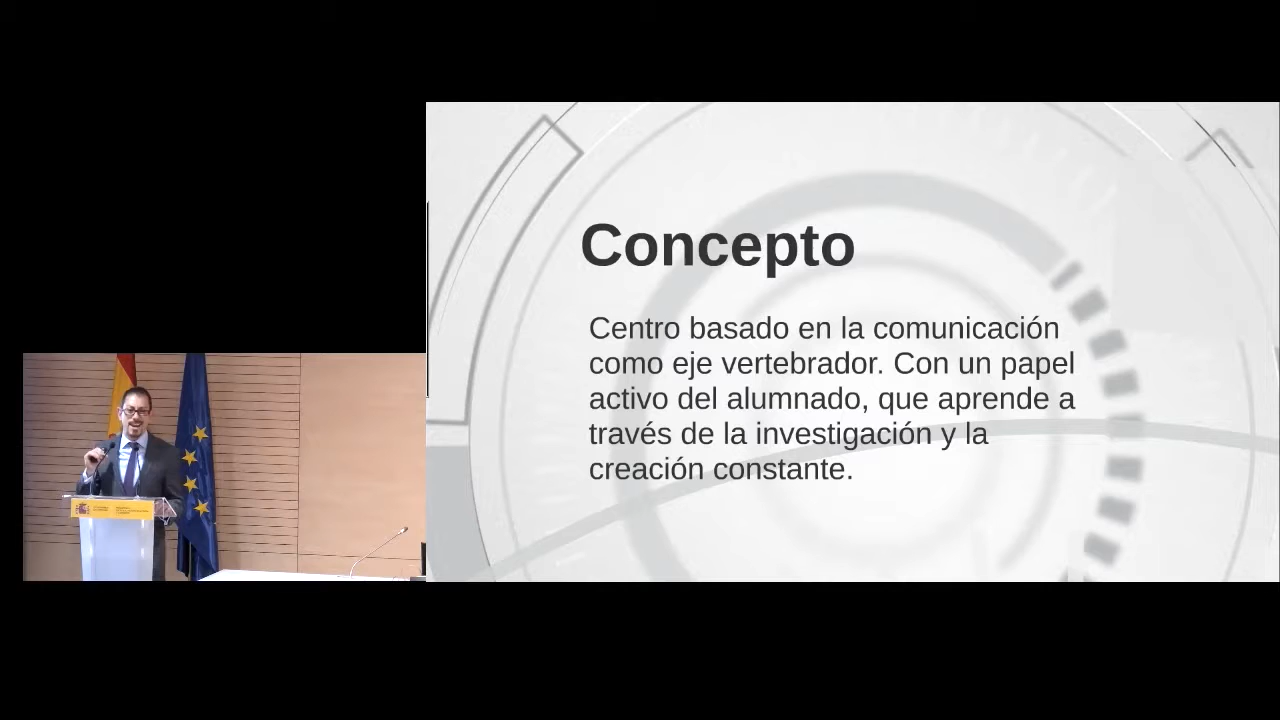 Concepto
Centro basado en la comunicación
como eje vertebrador. Con un papel
activo del alumnado, que aprende a
través de la investigación y la
creación constante.